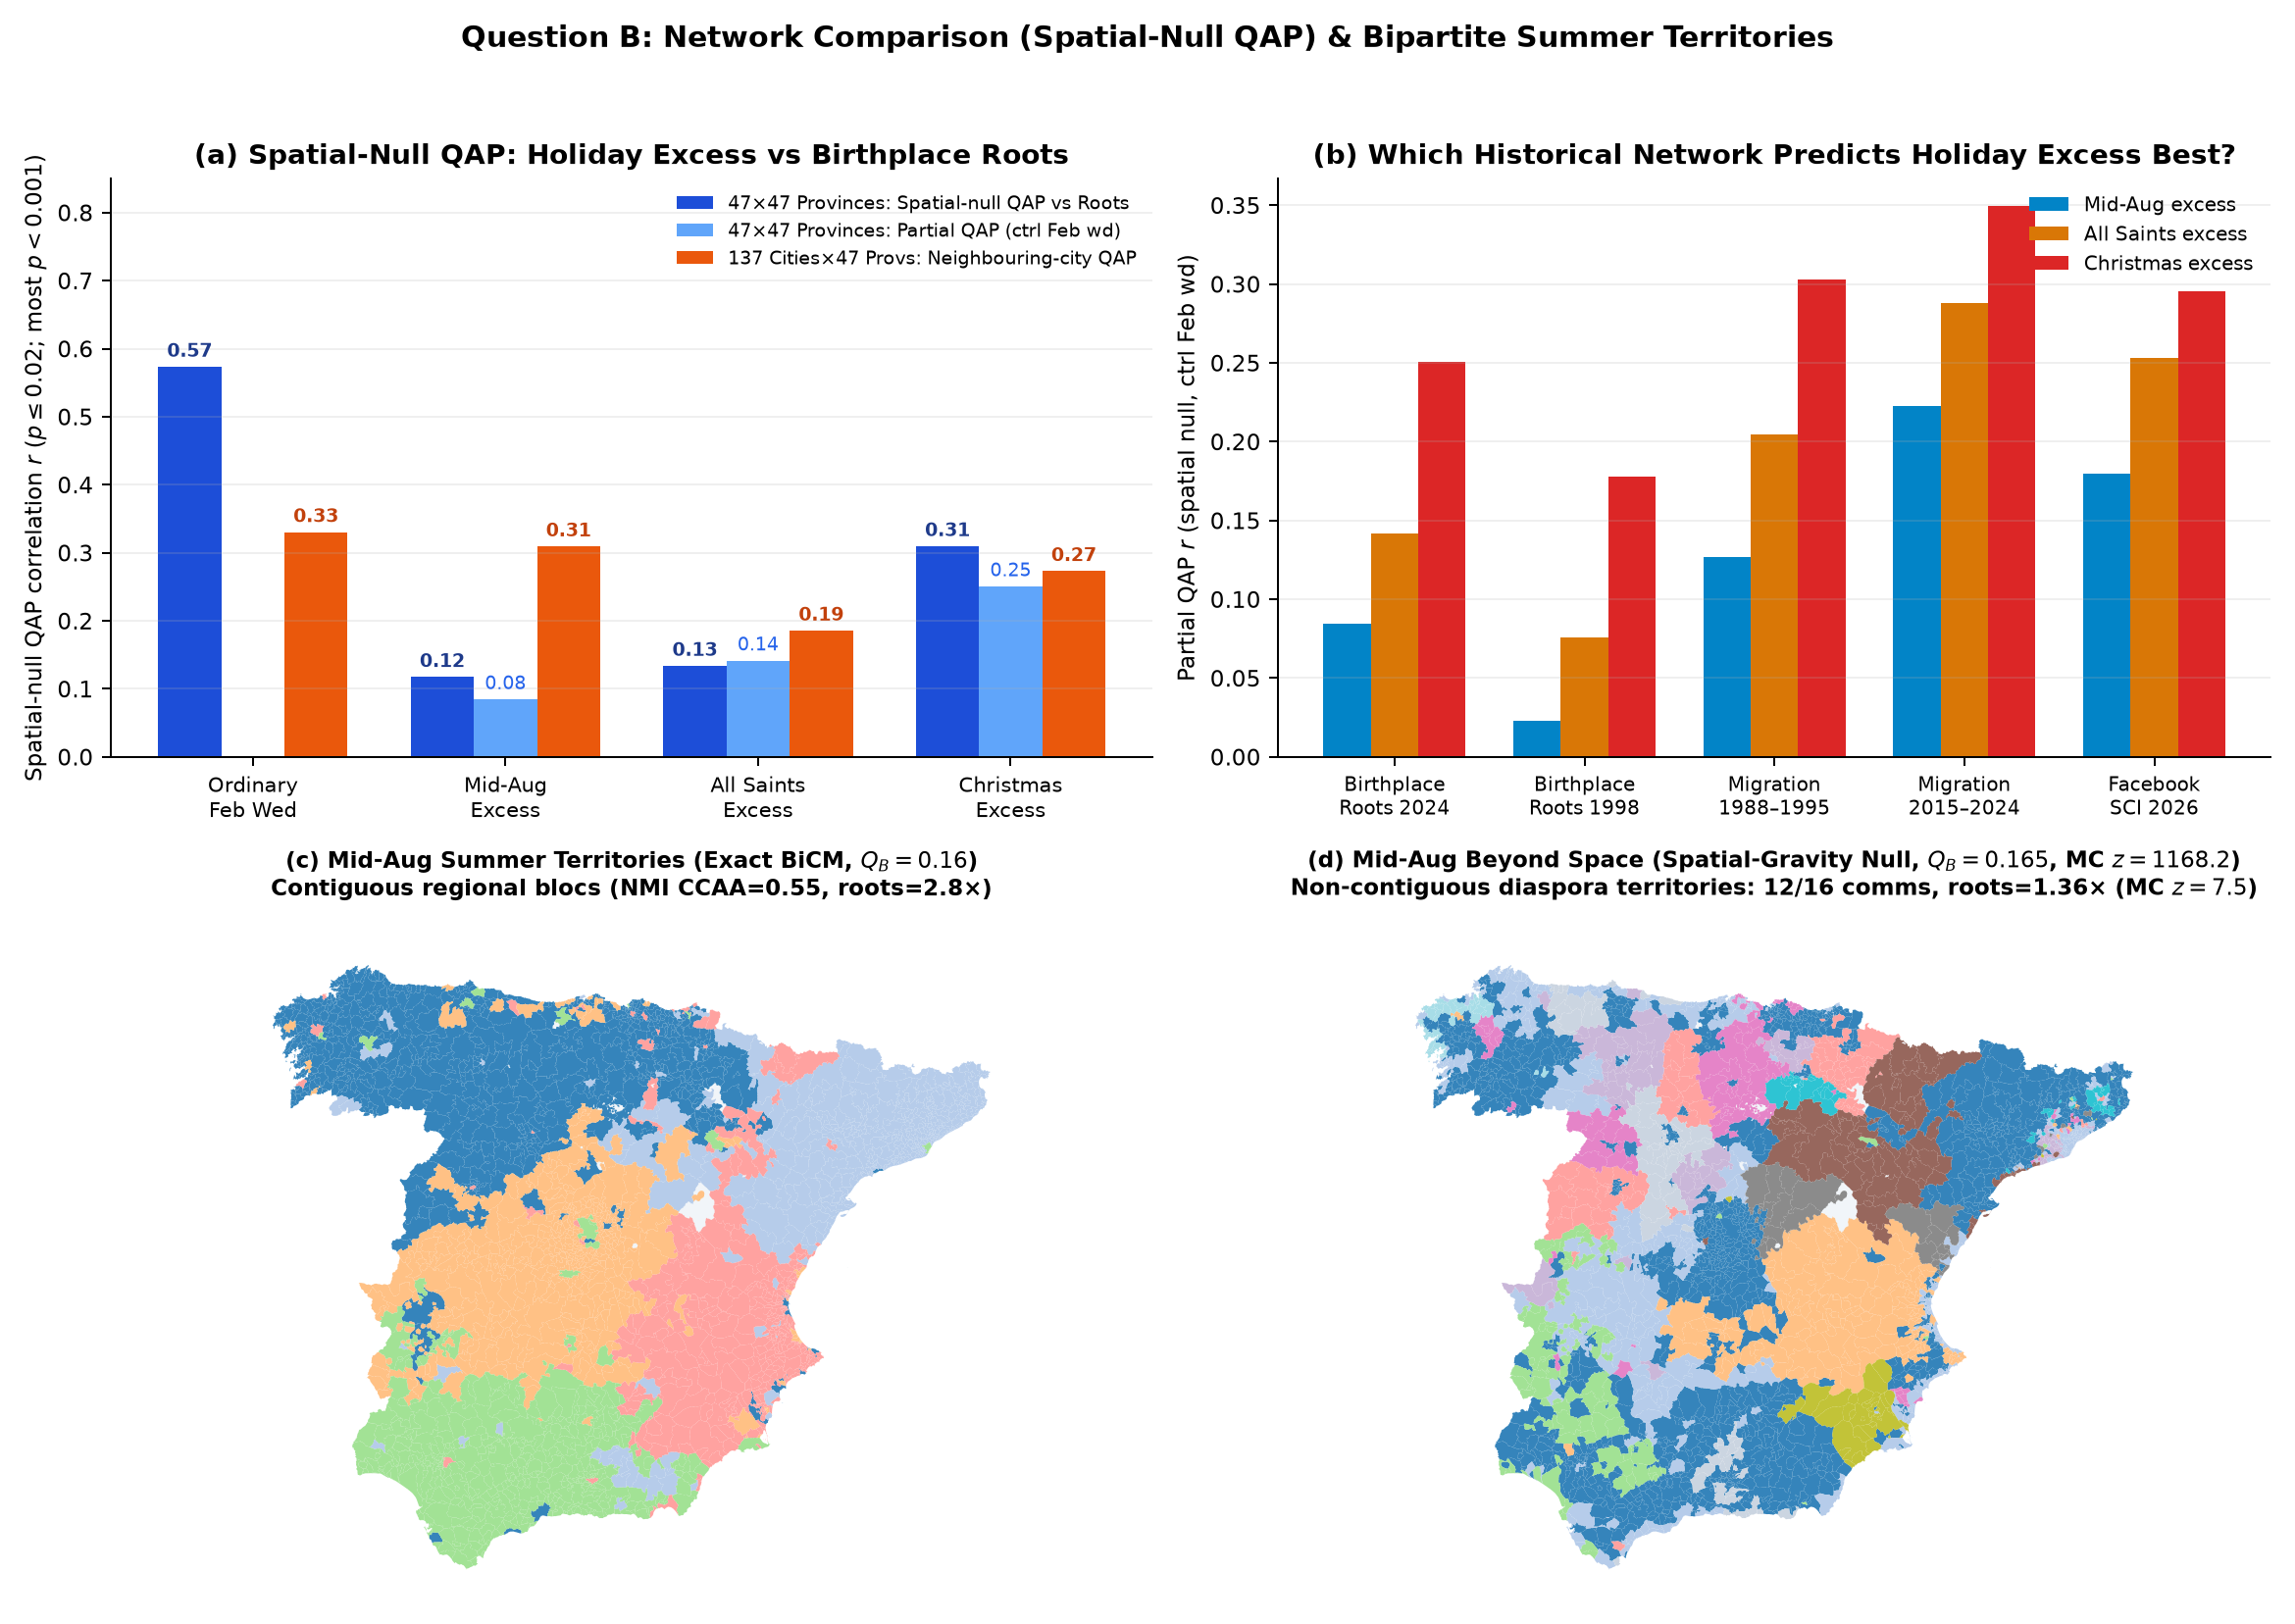 Question B: Network Comparison (Spatial-Null QAP) & Bipartite Summer Territories
(a) Spatial-Null QAP: Holiday Excess vs Birthplace Roots
Spatial-null QAP correlation r (p ≤ 0.02; most p < 0.001)
0.8
0.7
0.6
0.5
0.4
0.3
0.2
0.1
0.0
47×47 Provinces: Spatial-null QAP vs Roots
47×47 Provinces: Partial QAP (ctrl Feb wd)
137 Cities×47 Provs: Neighbouring-city QAP
0.57
0.33
0.12
0.08
0.31
0.13
0.14
0.19
0.31
0.25
0.27
Ordinary
Feb Wed
Mid-Aug
Excess
All Saints
Excess
Christmas
Excess
(b) Which Historical Network Predicts Holiday Excess Best?
Partial QAP r (spatial null, ctrl Feb wd)
0.35
0.30
0.25
0.20
0.15
0.10
0.05
0.00
Mid-Aug excess
All Saints excess
Christmas excess
Birthplace
Roots 2024
Birthplace
Roots 1998
Migration
1988–1995
Migration
2015–2024
Facebook
SCI 2026
(c) Mid-Aug Summer Territories (Exact BiCM, Q_B = 0.16)
Contiguous regional blocs (NMI CCAA=0.55, roots=2.8×)
(d) Mid-Aug Beyond Space (Spatial-Gravity Null, Q_B = 0.165, MC z = 1168.2)
Non-contiguous diaspora territories: 12/16 comms, roots=1.36× (MC z = 7.5)